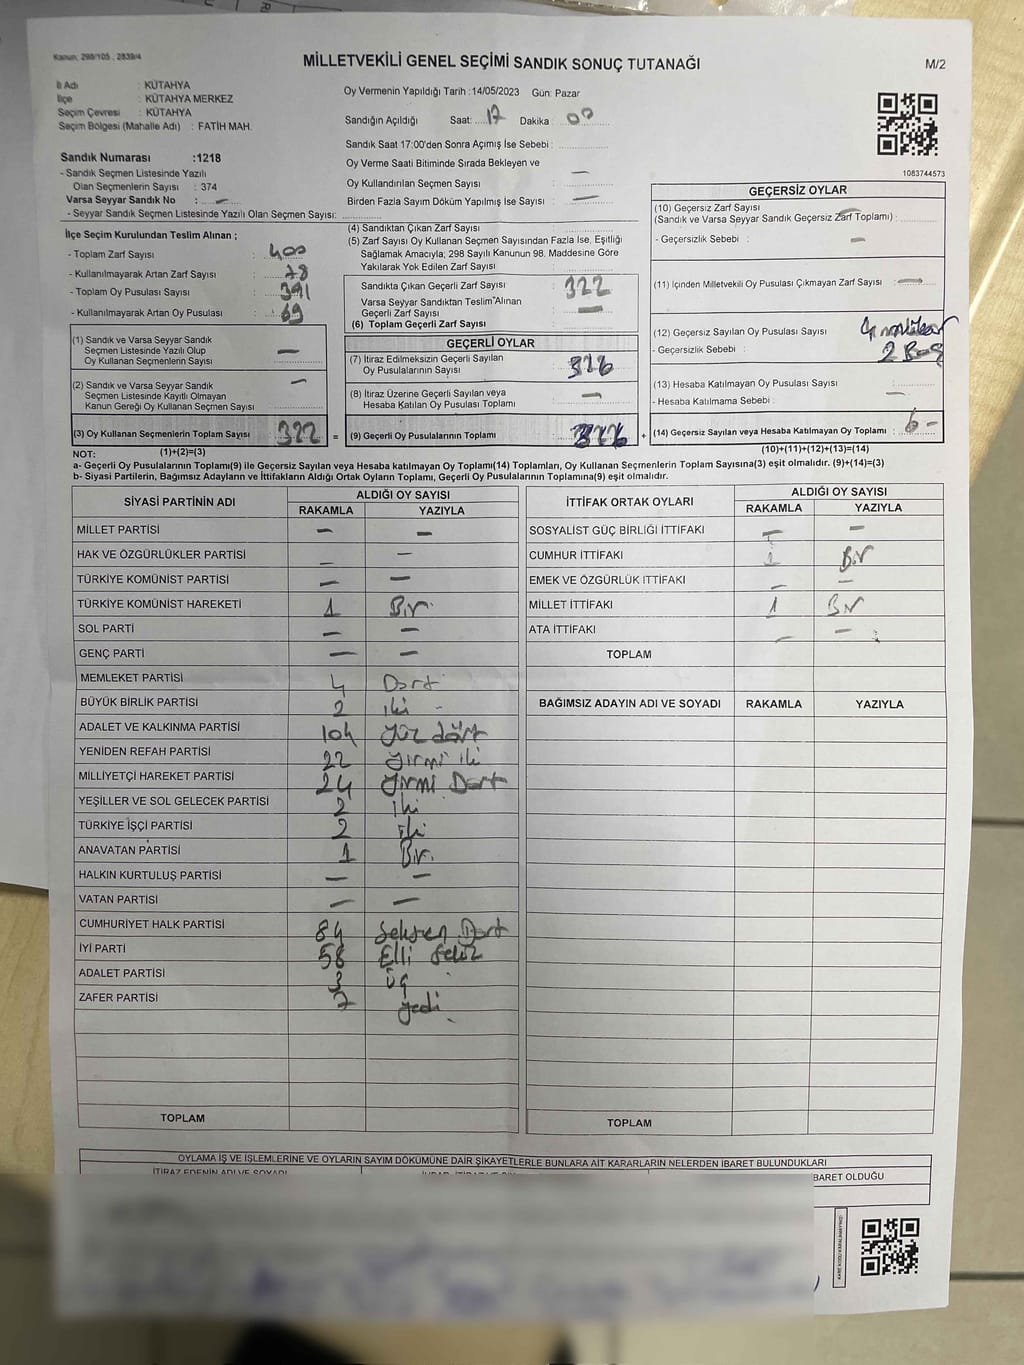 Kanun: 298/105 , 2839/4
MİLLETVEKİLİ GENEL SEÇİMİ SANDIK SONUÇ TUTANAĞI
M/2
İl Adı : KÜTAHYA
İlçe : KÜTAHYA MERKEZ
Seçim Çevresi : KÜTAHYA
Seçim Bölgesi (Mahalle Adı) : FATİH MAH.
Oy Vermenin Yapıldığı Tarih :14/05/2023 Gün: Pazar
Sandığın Açıldığı Saat: 17 Dakika : 00
Sandık Saat 17:00'den Sonra Açımış İse Sebebi :
Oy Verme Saati Bitiminde Sırada Bekleyen ve
Oy Kullandırılan Seçmen Sayısı : —
Birden Fazla Sayım Döküm Yapılmış İse Sayısı : —
1083744573
Sandık Numarası :1218
- Sandık Seçmen Listesinde Yazılı
Olan Seçmenlerin Sayısı : 374
Varsa Seyyar Sandık No : —
- Seyyar Sandık Seçmen Listesinde Yazılı Olan Seçmen Sayısı:
İlçe Seçim Kurulundan Teslim Alınan ;
- Toplam Zarf Sayısı : 400
- Kullanılmayarak Artan Zarf Sayısı : 78
- Toplam Oy Pusulası Sayısı : 391
- Kullanılmayarak Artan Oy Pusulası : 69
(1) Sandık ve Varsa Seyyar Sandık
Seçmen Listesinde Yazılı Olup
Oy Kullanan Seçmenlerin Sayısı : —
(2) Sandık ve Varsa Seyyar Sandık
Seçmen Listesinde Kayıtlı Olmayan
Kanun Gereği Oy Kullanan Seçmen Sayısı : —
(3) Oy Kullanan Seçmenlerin Toplam Sayısı : 322
(4) Sandıktan Çıkan Zarf Sayısı :
(5) Zarf Sayısı Oy Kullanan Seçmen Sayısından Fazla İse, Eşitliği
Sağlamak Amacıyla; 298 Sayılı Kanunun 98. Maddesine Göre
Yakılarak Yok Edilen Zarf Sayısı :
Sandıkta Çıkan Geçerli Zarf Sayısı : 322
Varsa Seyyar Sandıktan Teslim Alınan
Geçerli Zarf Sayısı : —
(6) Toplam Geçerli Zarf Sayısı :
GEÇERLİ OYLAR
(7) İtiraz Edilmeksizin Geçerli Sayılan
Oy Pusulalarının Sayısı : 316
(8) İtiraz Üzerine Geçerli Sayılan veya
Hesaba Katılan Oy Pusulası Toplamı : —
= (9) Geçerli Oy Pusulalarının Toplamı :
GEÇERSİZ OYLAR
(10) Geçersiz Zarf Sayısı
(Sandık ve Varsa Seyyar Sandık Geçersiz Zarf Toplamı) :
- Geçersizlik Sebebi : —
(11) İçinden Milletvekili Oy Pusulası Çıkmayan Zarf Sayısı : —
(12) Geçersiz Sayılan Oy Pusulası Sayısı : 4
- Geçersizlik Sebebi : 2 Boş
(13) Hesaba Katılmayan Oy Pusulası Sayısı :
- Hesaba Katılmama Sebebi : —
+ (14) Geçersiz Sayılan veya Hesaba Katılmayan Oy Toplamı : 6 -
NOT: (1)+(2)=(3)
(10)+(11)+(12)+(13)=(14)
a- Geçerli Oy Pusulalarının Toplamı(9) ile Geçersiz Sayılan veya Hesaba katılmayan Oy Toplamı(14) Toplamları, Oy Kullanan Seçmenlerin Toplam Sayısına(3) eşit olmalıdır. (9)+(14)=(3)
b- Siyasi Partilerin, Bağımsız Adayların ve İttifakların Aldığı Ortak Oyların Toplamı, Geçerli Oy Pusulalarının Toplamına(9) eşit olmalıdır.
SİYASİ PARTİNİN ADI ALDIĞI OY SAYISI
RAKAMLA YAZIYLA
MİLLET PARTİSİ — —
HAK VE ÖZGÜRLÜKLER PARTİSİ — —
TÜRKİYE KOMÜNİST PARTİSİ — —
TÜRKİYE KOMÜNİST HAREKETİ 1 Bir
SOL PARTİ — —
GENÇ PARTİ — —
MEMLEKET PARTİSİ 4 Dort
BÜYÜK BİRLİK PARTİSİ 2 iki -
ADALET VE KALKINMA PARTİSİ 104 yüz dört
YENİDEN REFAH PARTİSİ 22 yirmi iki
MİLLİYETÇİ HAREKET PARTİSİ 24 yirmi Dort
YEŞİLLER VE SOL GELECEK PARTİSİ 2 iki
TÜRKİYE İŞÇİ PARTİSİ 2 iki
ANAVATAN PARTİSİ 1 Bir.
HALKIN KURTULUŞ PARTİSİ — —
VATAN PARTİSİ — —
CUMHURİYET HALK PARTİSİ 84 Seksen Dort
İYİ PARTİ 58 Elli Sekiz
ADALET PARTİSİ 3 üç
ZAFER PARTİSİ 7 yedi.
TOPLAM
İTTİFAK ORTAK OYLARI ALDIĞI OY SAYISI
RAKAMLA YAZIYLA
SOSYALİST GÜÇ BİRLİĞİ İTTİFAKI — —
CUMHUR İTTİFAKI 1 Bir
EMEK VE ÖZGÜRLÜK İTTİFAKI — —
MİLLET İTTİFAKI 1 Bir
ATA İTTİFAKI — —
TOPLAM
BAĞIMSIZ ADAYIN ADI VE SOYADI RAKAMLA YAZIYLA
TOPLAM
OYLAMA İŞ VE İŞLEMLERİNE VE OYLARIN SAYIM DÖKÜMÜNE DAİR ŞİKAYETLERLE BUNLARA AİT KARARLARIN NELERDEN İBARET BULUNDUKLARI
İTİRAZ EDENİN ADI VE SOYADI
BARET OLDUĞU